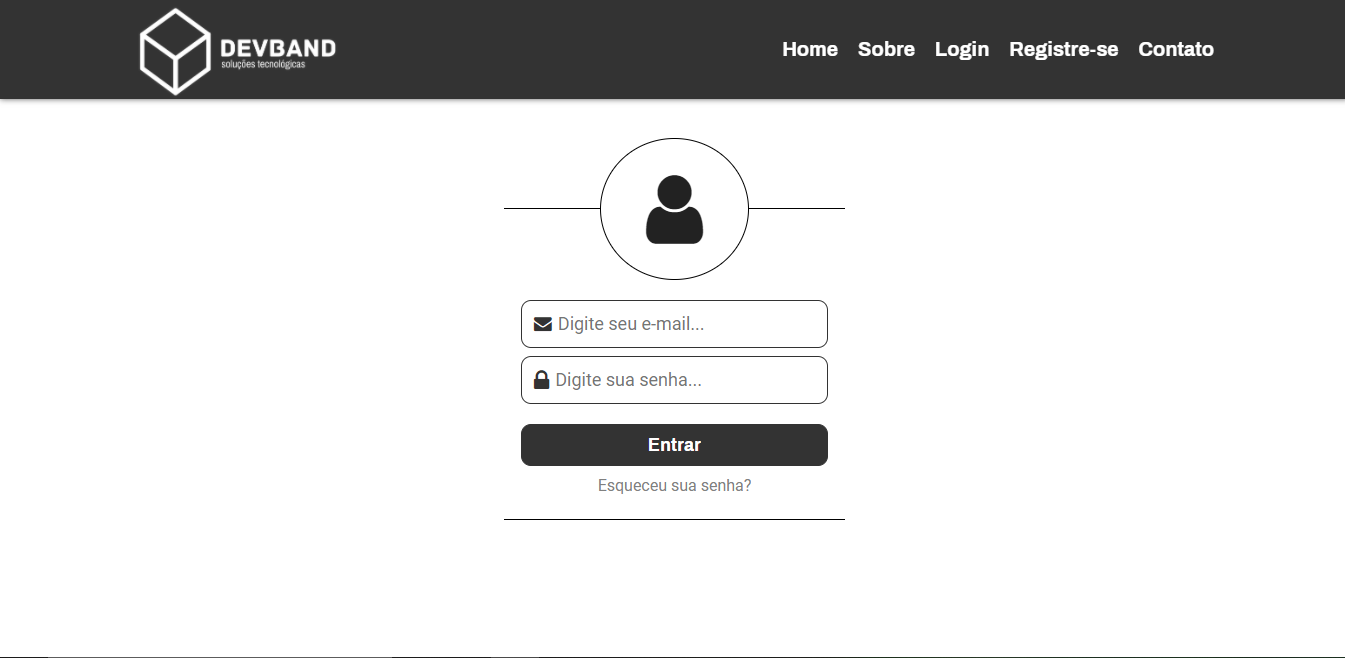 DEVBAND
soluções tecnológicas
Home Sobre Login Registre-se Contato
Digite seu e-mail...
Digite sua senha...
Entrar
Esqueceu sua senha?